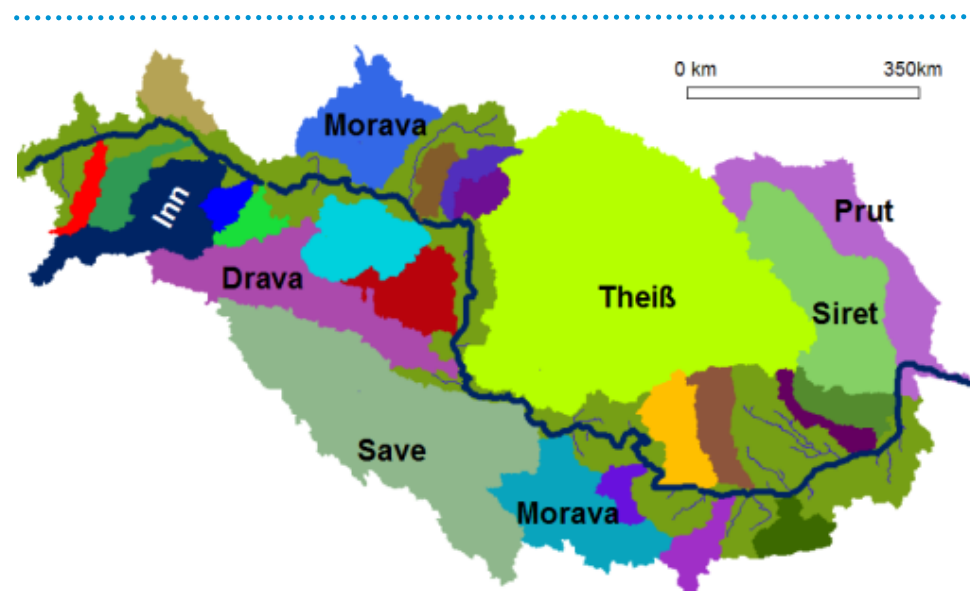 0 km 350km
Morava
Inn
Prut
Drava
Theiß
Siret
Save
Morava